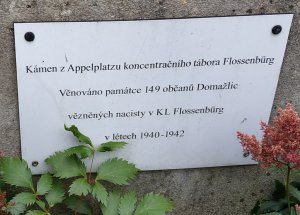 Kámen z Appelplatzu koncentračního tábora Flossenbürg
Věnováno památce 149 občanů Domažlic
vězněných nacisty v KL Flossenbürg
v létech 1940-1942